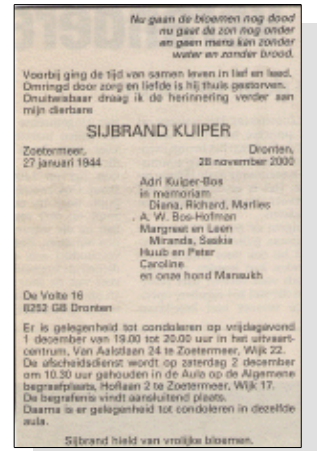 Nu gaan de bloemen nog dood
nu gaat de zon nog onder
en geen mens kan zonder
water en zonder brood.
Voorbij ging de tijd van samen leven in lief en leed.
Omringd door zorg en liefde is hij thuis gestorven.
Onuitwisbaar draag ik de herinnering verder aan
mijn dierbare
SIJBRAND KUIPER
Zoetermeer, Dronten,
27 januari 1944 28 november 2000
Adri Kuiper-Bos
in memoriam
Diana, Richard, Marlies
A. W. Bos-Hofman
Margreet en Leen
Miranda, Saskia
Huub en Peter
Caroline
en onze hond Mansukh
De Volte 16
8252 GB Dronten
Er is gelegenheid tot condoleren op vrijdagavond
1 december van 19.00 tot 20.00 uur in het uitvaart-
centrum, Van Aalstlaan 24 te Zoetermeer, Wijk 22.
De afscheidsdienst wordt op zaterdag 2 december
om 10.30 uur gehouden in de Aula op de Algemene
begraafplaats, Hoflaan 2 te Zoetermeer, Wijk 17.
De begrafenis vindt aansluitend plaats.
Daarna is er gelegenheid tot condoleren in dezelfde
aula.
Sijbrand hield van vrolijke bloemen.